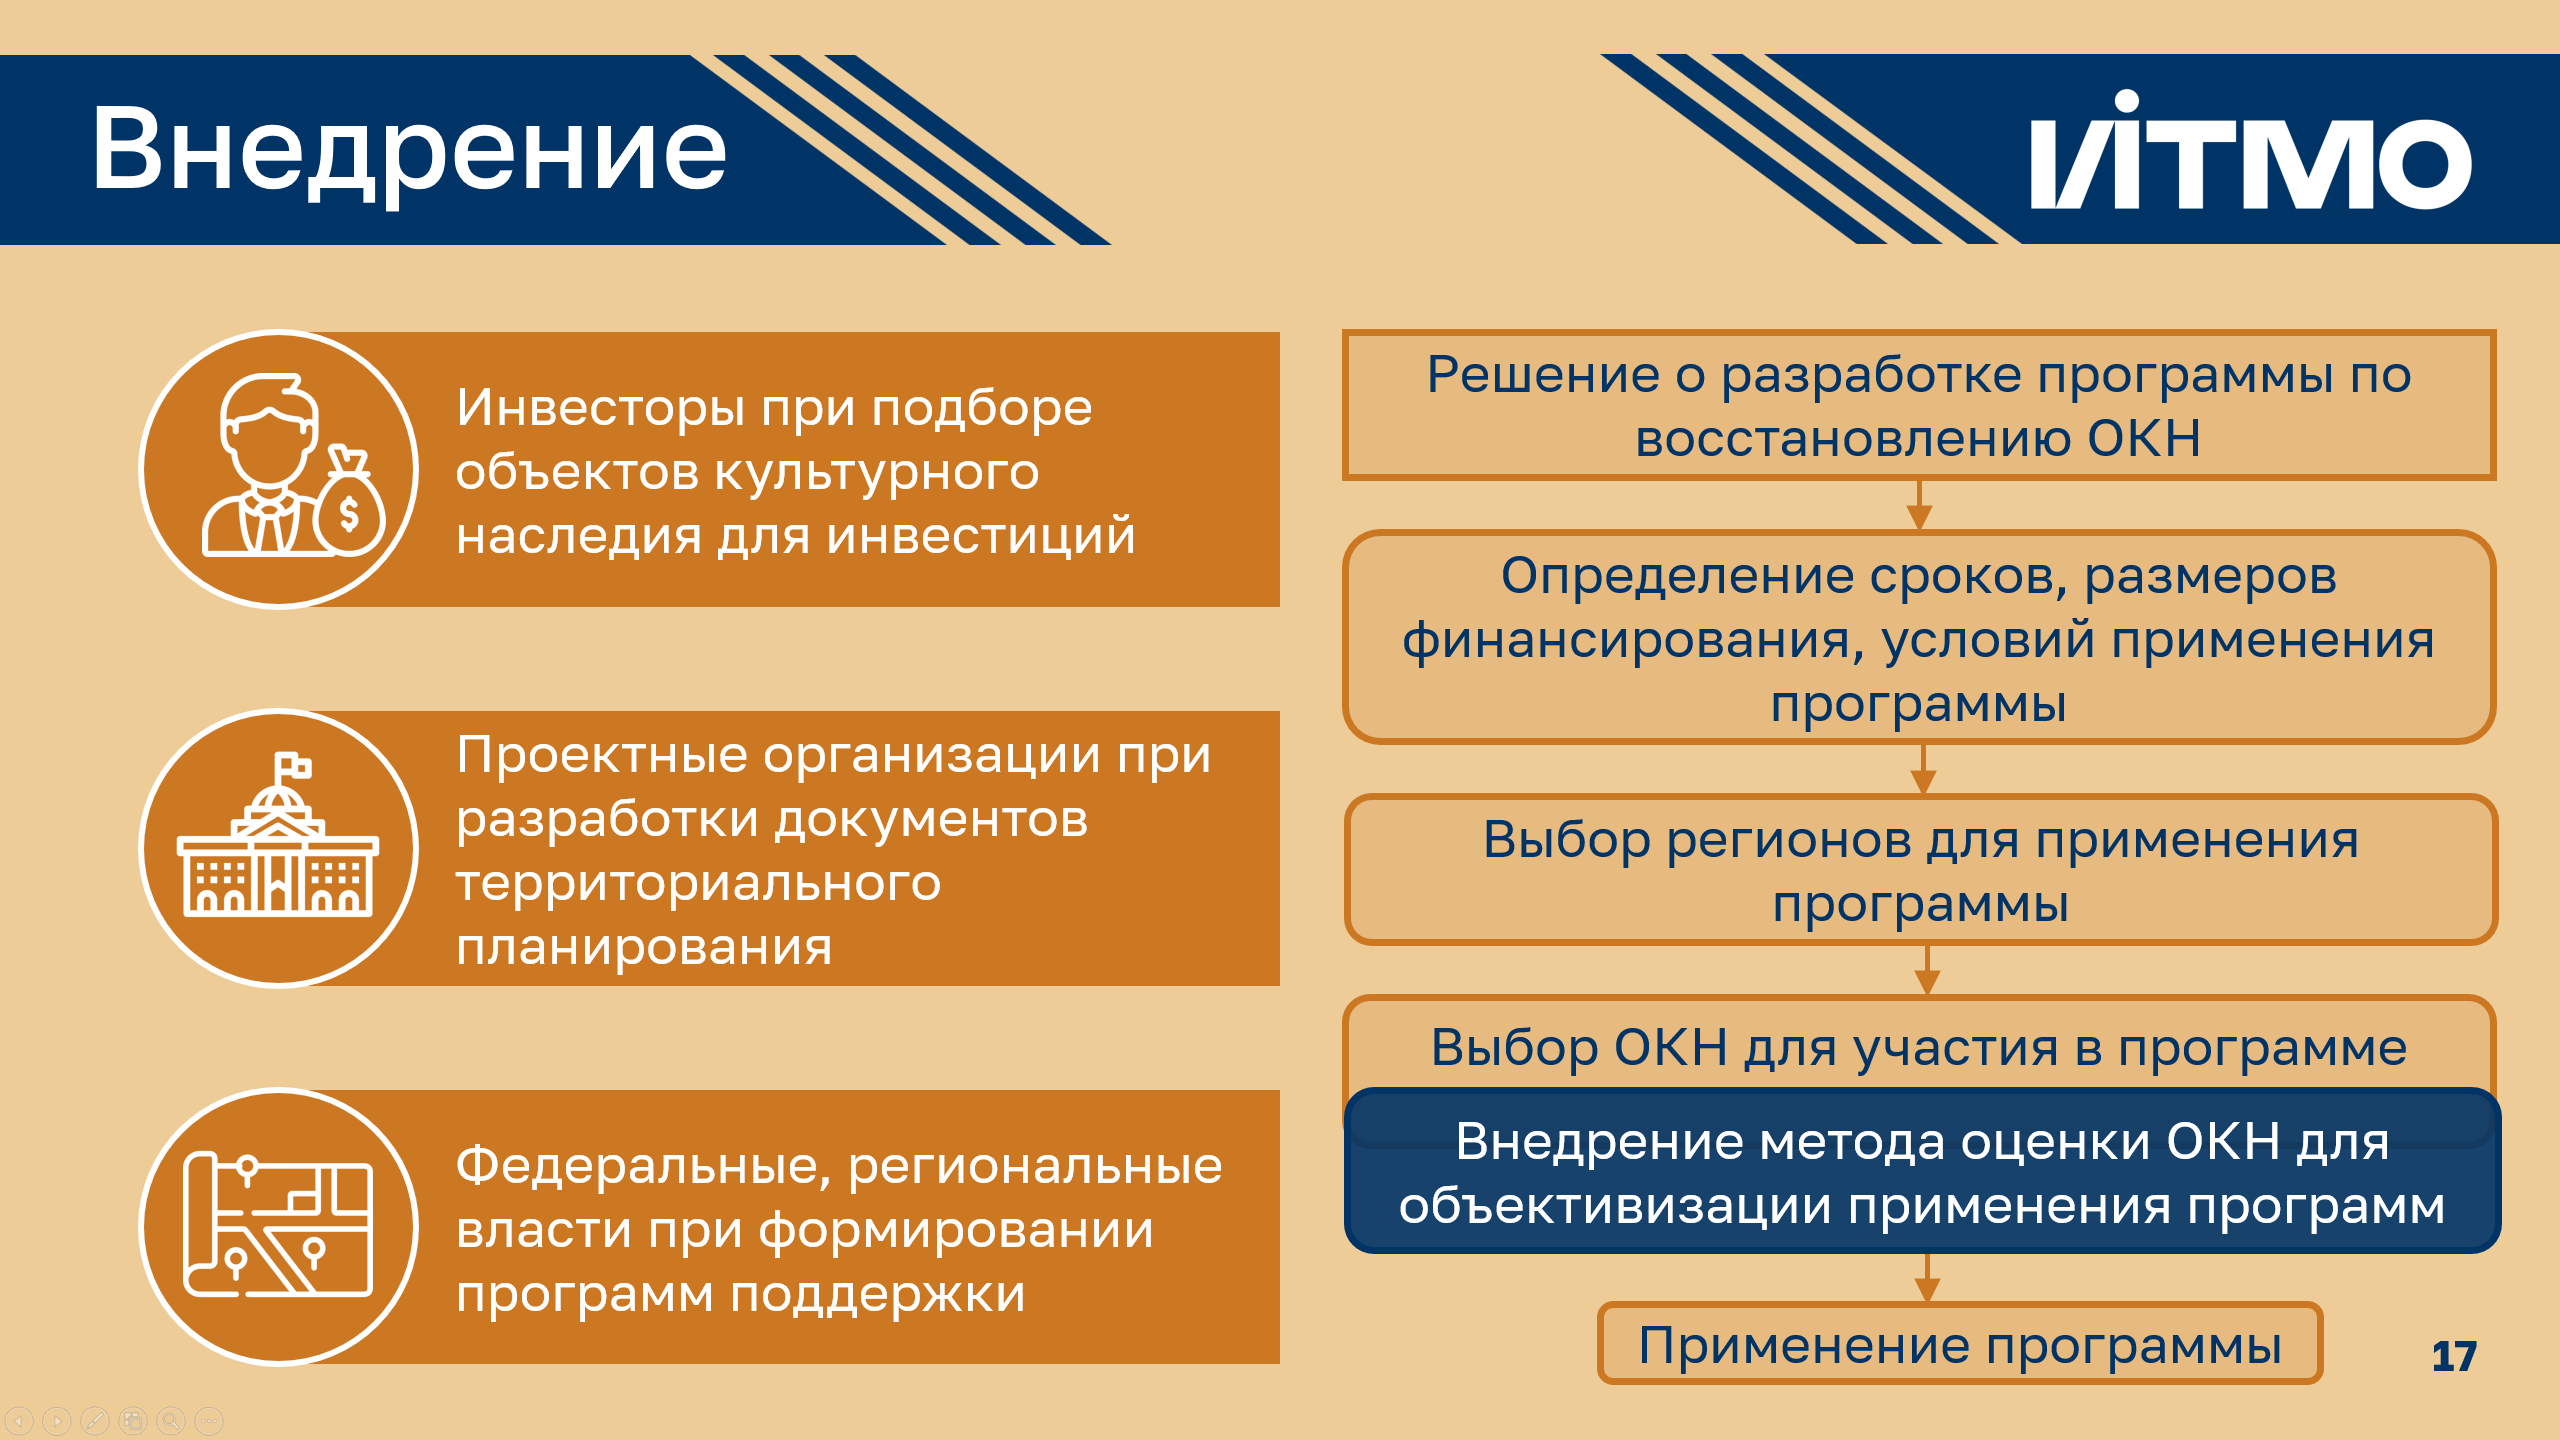 Внедрение
ИТМО
Инвесторы при подборе
объектов культурного
наследия для инвестиций
Проектные организации при
разработки документов
территориального
планирования
Федеральные, региональные
власти при формировании
программ поддержки
Решение о разработке программы по
восстановлению ОКН
Определение сроков, размеров
финансирования, условий применения
программы
Выбор регионов для применения
программы
Выбор ОКН для участия в программе
Внедрение метода оценки ОКН для
объективизации применения программ
Применение программы
17